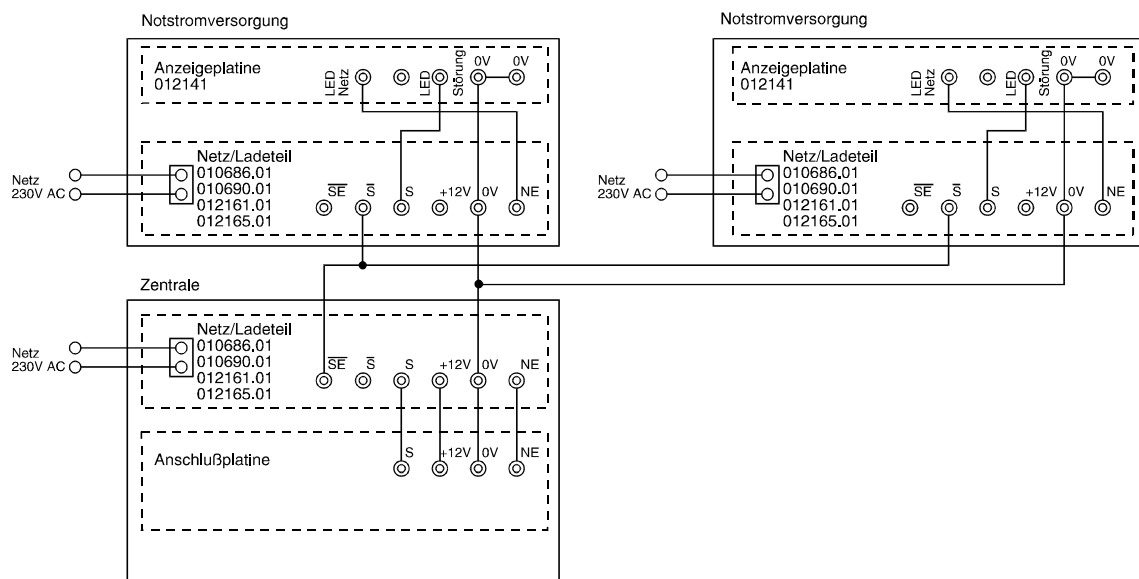 Notstromversorgung
Anzeigeplatine
012141
LED
Netz
LED
Störung
0V 0V
Netz/Ladeteil
010686.01
010690.01
012161.01
012165.01
Netz
230V AC
S̅E̅ S̅ S +12V 0V NE
Notstromversorgung
Anzeigeplatine
012141
LED
Netz
LED
Störung
0V 0V
Netz/Ladeteil
010686.01
010690.01
012161.01
012165.01
Netz
230V AC
S̅E̅ S̅ S +12V 0V NE
Zentrale
Netz/Ladeteil
010686.01
010690.01
012161.01
012165.01
Netz
230V AC
S̅E̅ S̅ S +12V 0V NE
Anschlußplatine
S +12V 0V NE